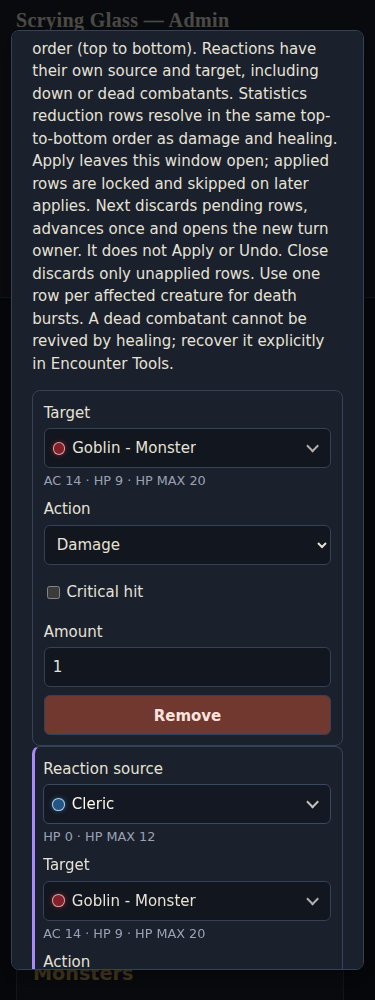 Scrying Glass — Admin
order (top to bottom). Reactions have
their own source and target, including
down or dead combatants. Statistics
reduction rows resolve in the same top-
to-bottom order as damage and healing.
Apply leaves this window open; applied
rows are locked and skipped on later
applies. Next discards pending rows,
advances once and opens the new turn
owner. It does not Apply or Undo. Close
discards only unapplied rows. Use one
row per affected creature for death
bursts. A dead combatant cannot be
revived by healing; recover it explicitly
in Encounter Tools.
Target
Goblin - Monster
AC 14 · HP 9 · HP MAX 20
Action
Damage
Critical hit
Amount
1
Remove
Reaction source
Cleric
HP 0 · HP MAX 12
Target
Goblin - Monster
AC 14 · HP 9 · HP MAX 20
Action
Monsters